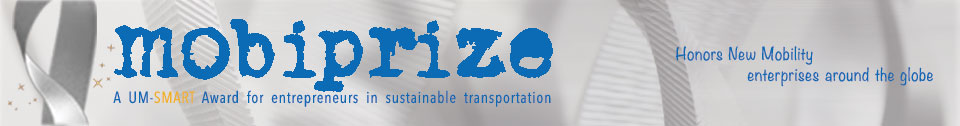 mobiprize
A UM-SMART Award for entrepreneurs in sustainable transportation
Honors New Mobility
enterprises around the globe